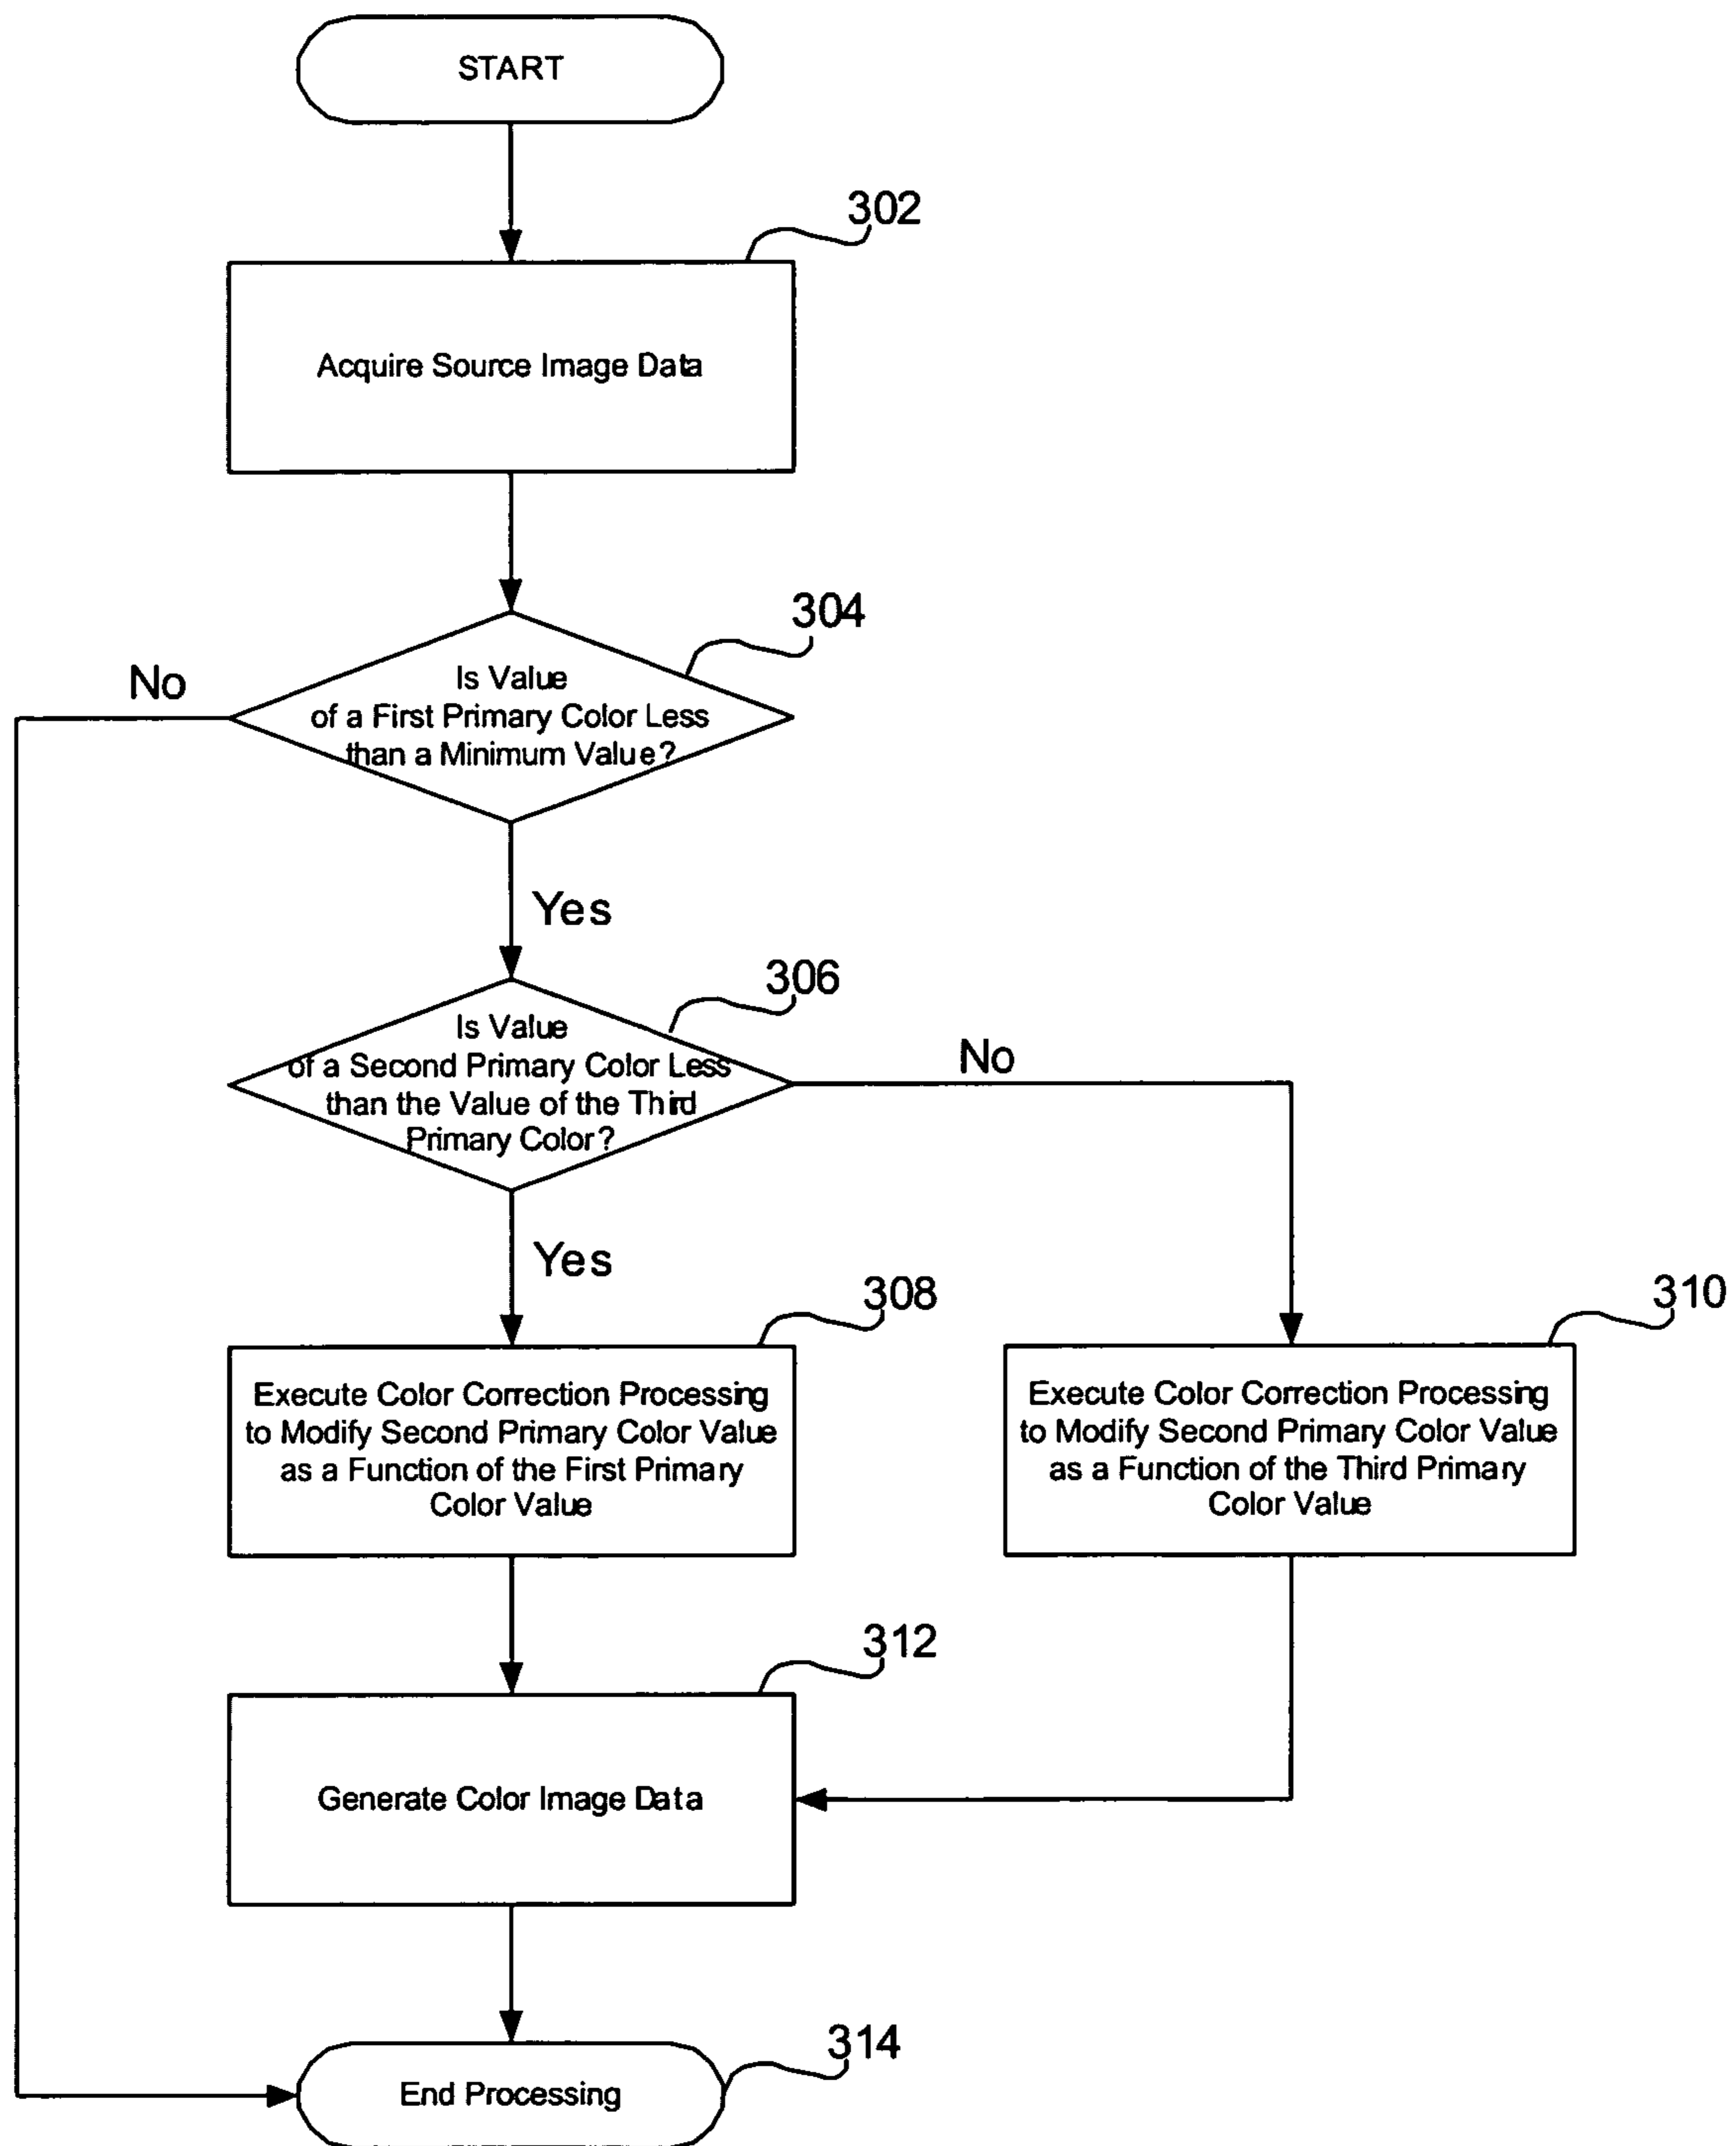 START
302
Acquire Source Image Data
304
No
Is Value
of a First Primary Color Less
than a Minimum Value?
Yes
306
Is Value
of a Second Primary Color Less
than the Value of the Third
Primary Color?
No
Yes
308
Execute Color Correction Processing
to Modify Second Primary Color Value
as a Function of the First Primary
Color Value
310
Execute Color Correction Processing
to Modify Second Primary Color Value
as a Function of the Third Primary
Color Value
312
Generate Color Image Data
314
End Processing